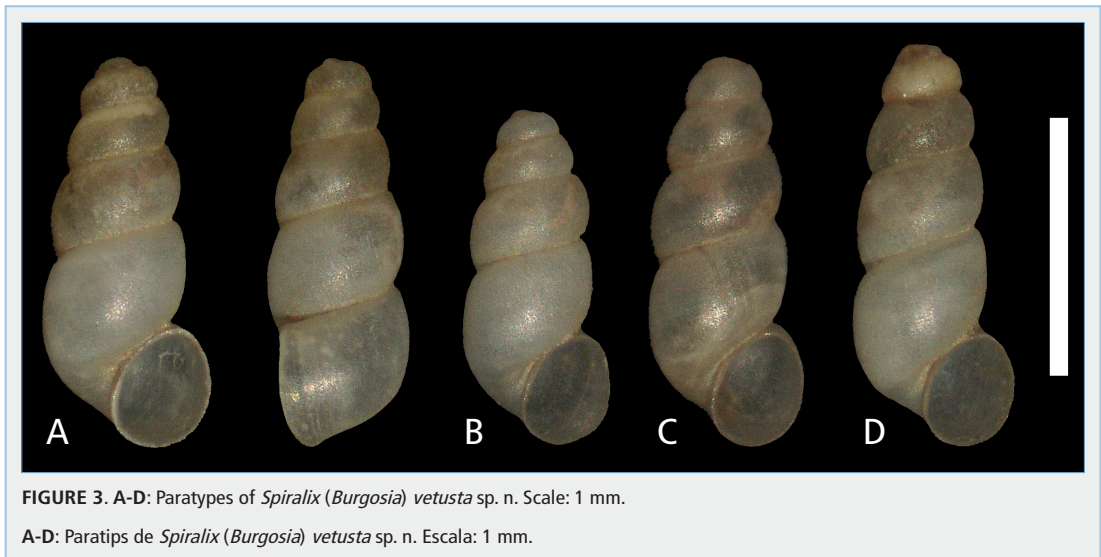 A B C D
FIGURE 3. A-D: Paratypes of Spiralix (Burgosia) vetusta sp. n. Scale: 1 mm.
A-D: Paratips de Spiralix (Burgosia) vetusta sp. n. Escala: 1 mm.